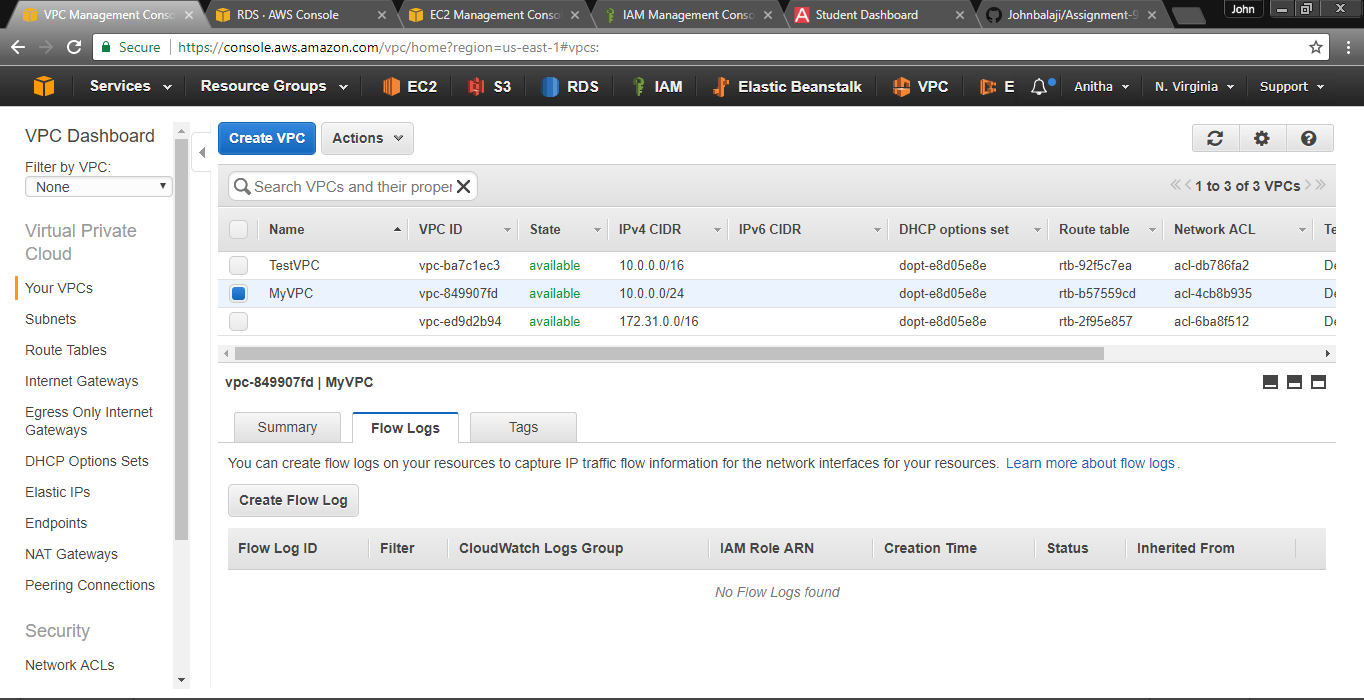 VPC Management Conso
RDS · AWS Console
EC2 Management Conso
IAM Management Conso
Student Dashboard
Johnbalaji/Assignment-9
John
Secure
https://console.aws.amazon.com/vpc/home?region=us-east-1#vpcs:
Services Resource Groups EC2 S3 RDS IAM Elastic Beanstalk VPC E Anitha N. Virginia Support
VPC Dashboard
Filter by VPC:
None
Virtual Private
Cloud
Your VPCs
Subnets
Route Tables
Internet Gateways
Egress Only Internet
Gateways
DHCP Options Sets
Elastic IPs
Endpoints
NAT Gateways
Peering Connections
Security
Network ACLs
Create VPC Actions
Search VPCs and their proper
1 to 3 of 3 VPCs
Name VPC ID State IPv4 CIDR IPv6 CIDR DHCP options set Route table Network ACL Te
TestVPC vpc-ba7c1ec3 available 10.0.0.0/16 dopt-e8d05e8e rtb-92f5c7ea acl-db786fa2 De
MyVPC vpc-849907fd available 10.0.0.0/24 dopt-e8d05e8e rtb-b57559cd acl-4cb8b935 De
vpc-ed9d2b94 available 172.31.0.0/16 dopt-e8d05e8e rtb-2f95e857 acl-6ba8f512 De
vpc-849907fd | MyVPC
Summary Flow Logs Tags
You can create flow logs on your resources to capture IP traffic flow information for the network interfaces for your resources. Learn more about flow logs .
Create Flow Log
Flow Log ID Filter CloudWatch Logs Group IAM Role ARN Creation Time Status Inherited From
No Flow Logs found